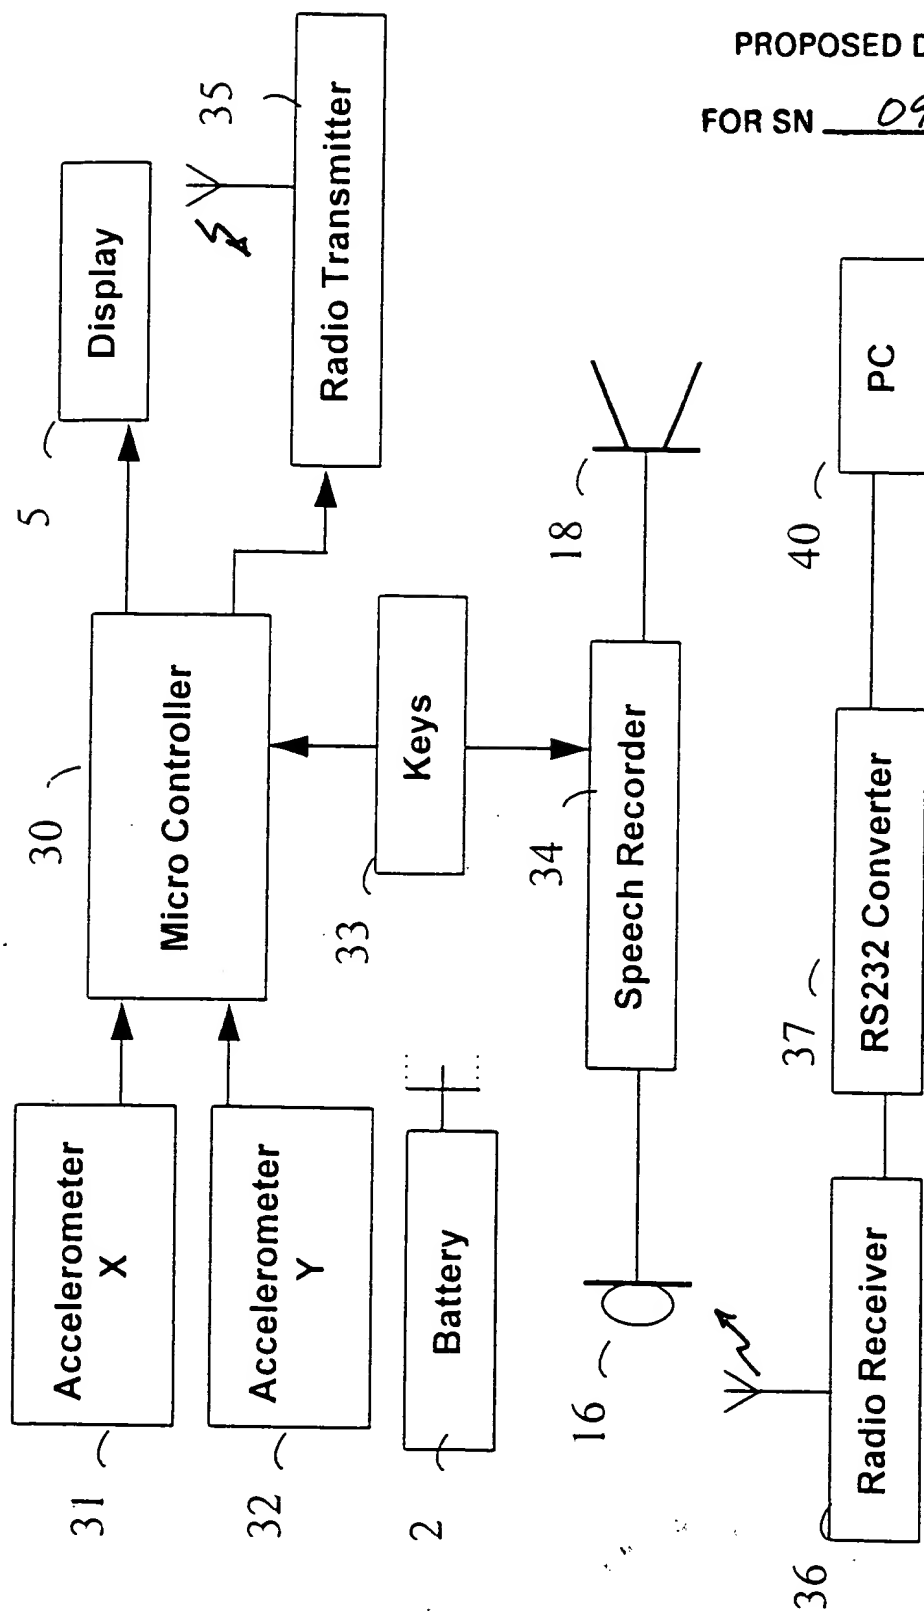 PROPOSED D
FOR SN 09
31
Accelerometer
X
30
Micro Controller
5
Display
32
Accelerometer
Y
35
Radio Transmitter
2
Battery
33
Keys
16
34
Speech Recorder
18
36
Radio Receiver
37
RS232 Converter
40
PC